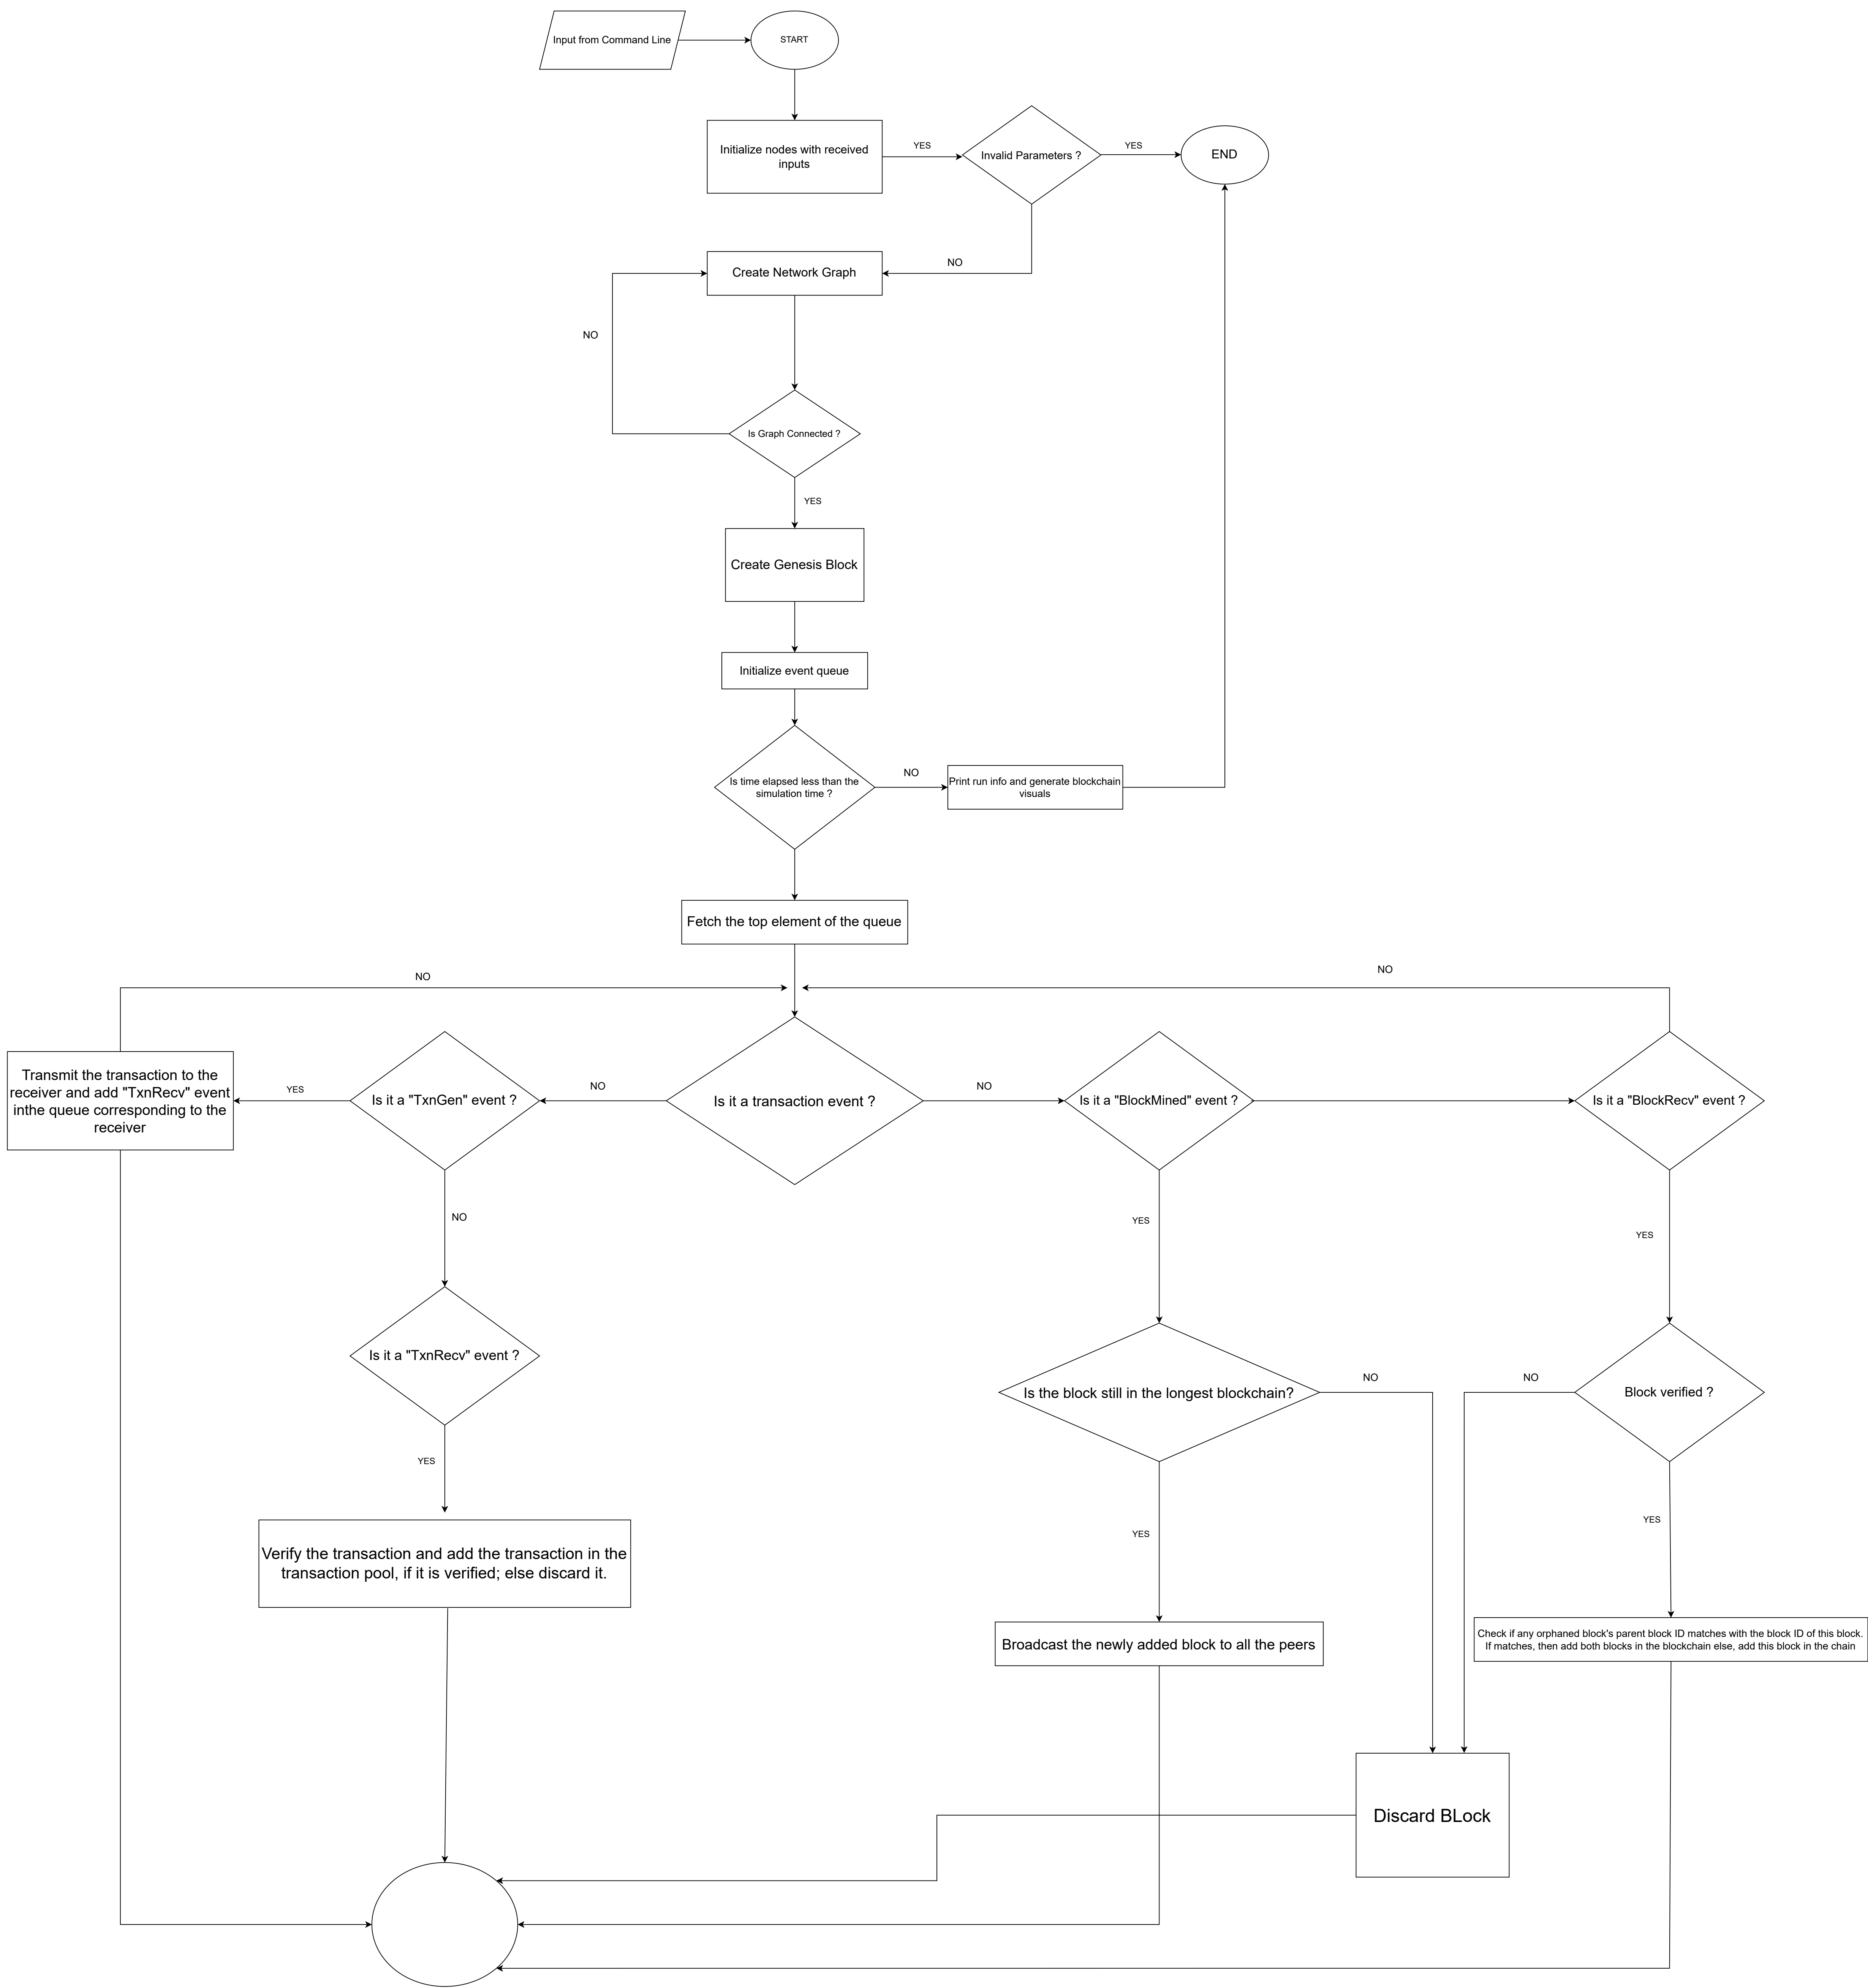 Input from Command Line
START
Initialize nodes with received
inputs
YES
Invalid Parameters ?
YES
END
Create Network Graph
NO
NO
Is Graph Connected ?
YES
Create Genesis Block
Initialize event queue
Is time elapsed less than the
simulation time ?
NO
Print run info and generate blockchain
visuals
Fetch the top element of the queue
NO
NO
Transmit the transaction to the
receiver and add "TxnRecv" event
inthe queue corresponding to the
receiver
YES
Is it a "TxnGen" event ?
NO
Is it a transaction event ?
NO
Is it a "BlockMined" event ?
Is it a "BlockRecv" event ?
NO
YES
YES
Is it a "TxnRecv" event ?
Is the block still in the longest blockchain?
NO
NO
Block verified ?
YES
YES
YES
Verify the transaction and add the transaction in the
transaction pool, if it is verified; else discard it.
Broadcast the newly added block to all the peers
Check if any orphaned block's parent block ID matches with the block ID of this block.
If matches, then add both blocks in the blockchain else, add this block in the chain
Discard BLock